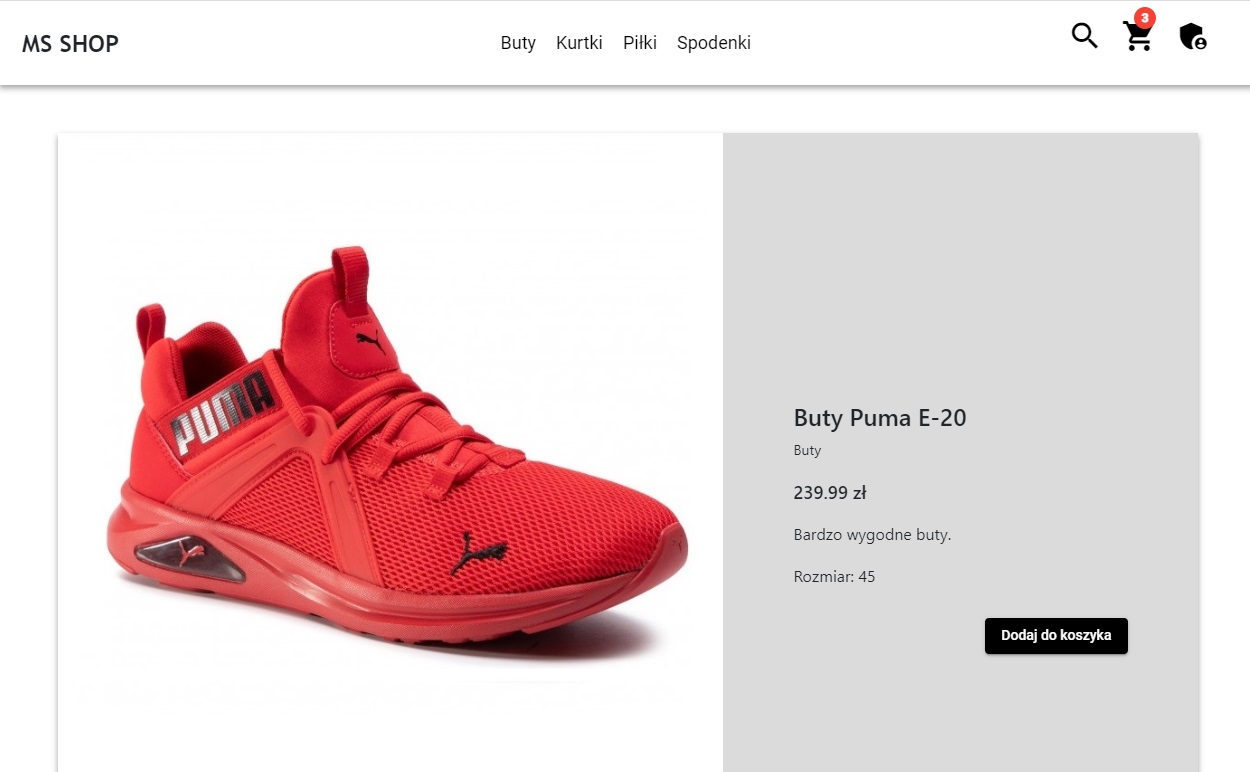 MS SHOP
Buty Kurtki Piłki Spodenki
3
PUMA
Buty Puma E-20
Buty
239.99 zł
Bardzo wygodne buty.
Rozmiar: 45
Dodaj do koszyka